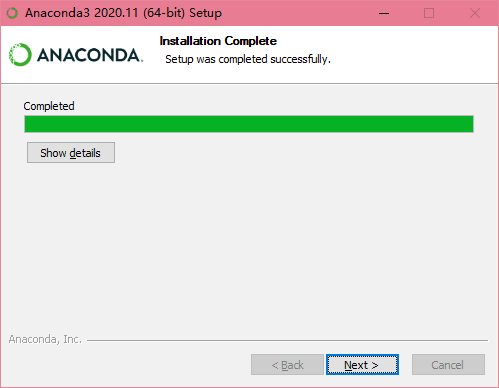 Anaconda3 2020.11 (64-bit) Setup
ANACONDA.
Installation Complete
Setup was completed successfully.
Completed
Show details
Anaconda, Inc.
< Back
Next >
Cancel